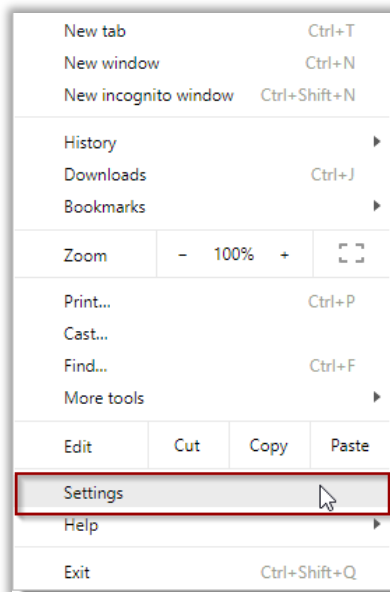 New tab Ctrl+T
New window Ctrl+N
New incognito window Ctrl+Shift+N
History
Downloads Ctrl+J
Bookmarks
Zoom - 100% +
Print... Ctrl+P
Cast...
Find... Ctrl+F
More tools
Edit Cut Copy Paste
Settings
Help
Exit Ctrl+Shift+Q